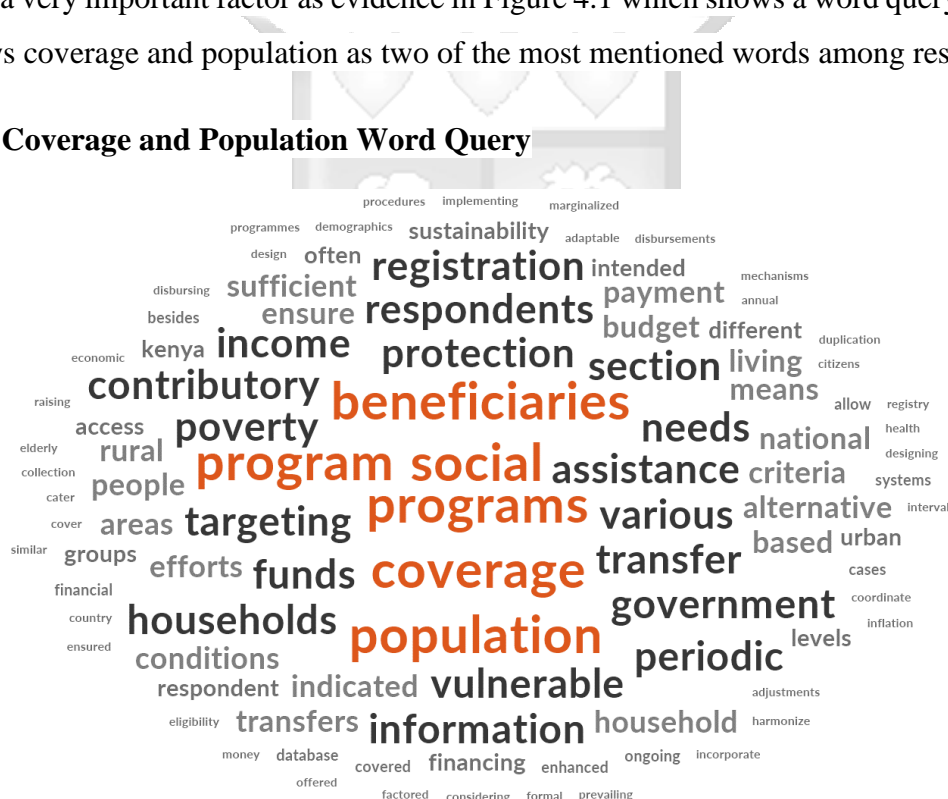 a very important factor as evidence in Figure 4.1 which shows a word query
s coverage and population as two of the most mentioned words among res
Coverage and Population Word Query
procedures implementing marginalized
programmes demographics sustainability adaptable disbursements
design often registration intended mechanisms
disbursing sufficient respondents payment annual
besides ensure budget different duplication
economic kenya income protection section living citizens
contributory beneficiaries means
raising allow registry
access poverty needs national health
elderly rural program social assistance criteria designing
collection people systems
cater programs alternative interval
cover areas targeting various
similar groups based urban
efforts funds coverage transfer cases
financial government coordinate
country households population levels inflation
ensured conditions periodic
respondent indicated vulnerable adjustments
eligibility transfers information household harmonize
money database covered financing enhanced ongoing incorporate
offered
factored considering formal prevailing